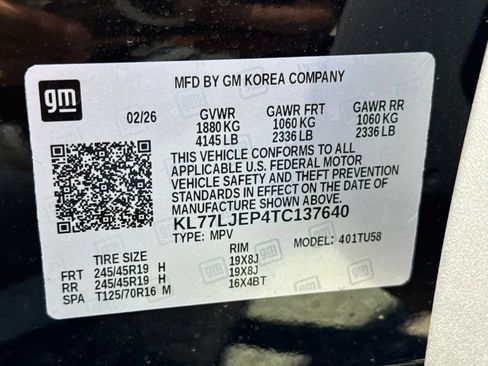 gm
MFD BY GM KOREA COMPANY
02/26 GVWR GAWR FRT GAWR RR
1880 KG 1060 KG 1060 KG
4145 LB 2336 LB 2336 LB
THIS VEHICLE CONFORMS TO ALL
APPLICABLE U.S. FEDERAL MOTOR
VEHICLE SAFETY AND THEFT PREVENTION
STANDARDS IN EFFECT ON THE DATE OF
MANUFACTURE SHOWN ABOVE.
KL77LJEP4TC137640
TYPE: MPV MODEL: 401TU58
TIRE SIZE RIM
FRT 245/45R19 H 19X8J
RR 245/45R19 H 19X8J
SPA T125/70R16 M 16X4BT